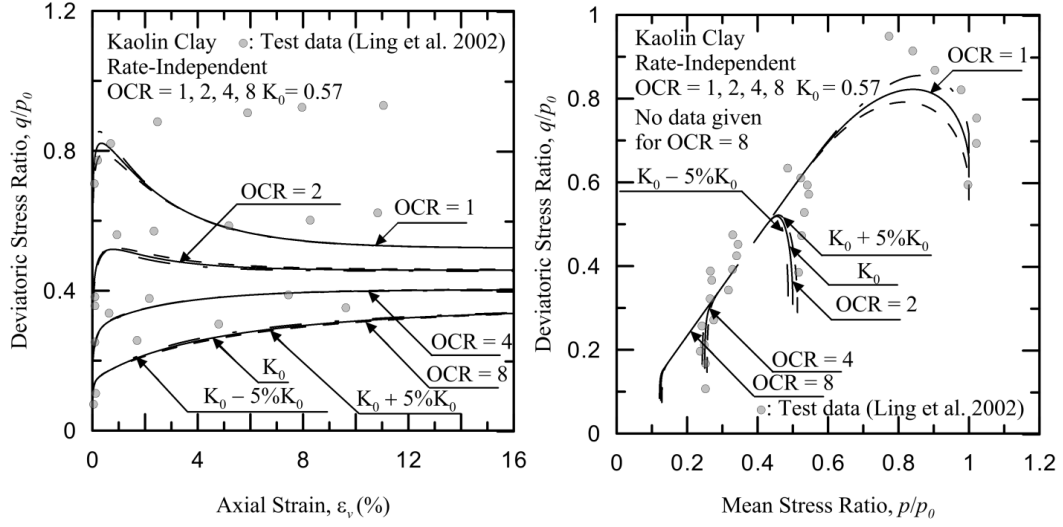 Kaolin Clay
: Test data (Ling et al. 2002)
Rate-Independent
OCR = 1, 2, 4, 8 K0 = 0.57
OCR = 2
OCR = 1
OCR = 4
OCR = 8
K0
K0 − 5%K0
K0 + 5%K0
1.2
0.8
0.4
0
0
4
8
12
16
Deviatoric Stress Ratio, q/p0
Axial Strain, εv (%)
Kaolin Clay
Rate-Independent
OCR = 1, 2, 4, 8 K0 = 0.57
No data given
for OCR = 8
OCR = 1
K0 − 5%K0
K0 + 5%K0
K0
OCR = 2
OCR = 4
OCR = 8
: Test data (Ling et al. 2002)
1
0.8
0.6
0.4
0.2
0
0
0.2
0.4
0.6
0.8
1
1.2
Deviatoric Stress Ratio, q/p0
Mean Stress Ratio, p/p0